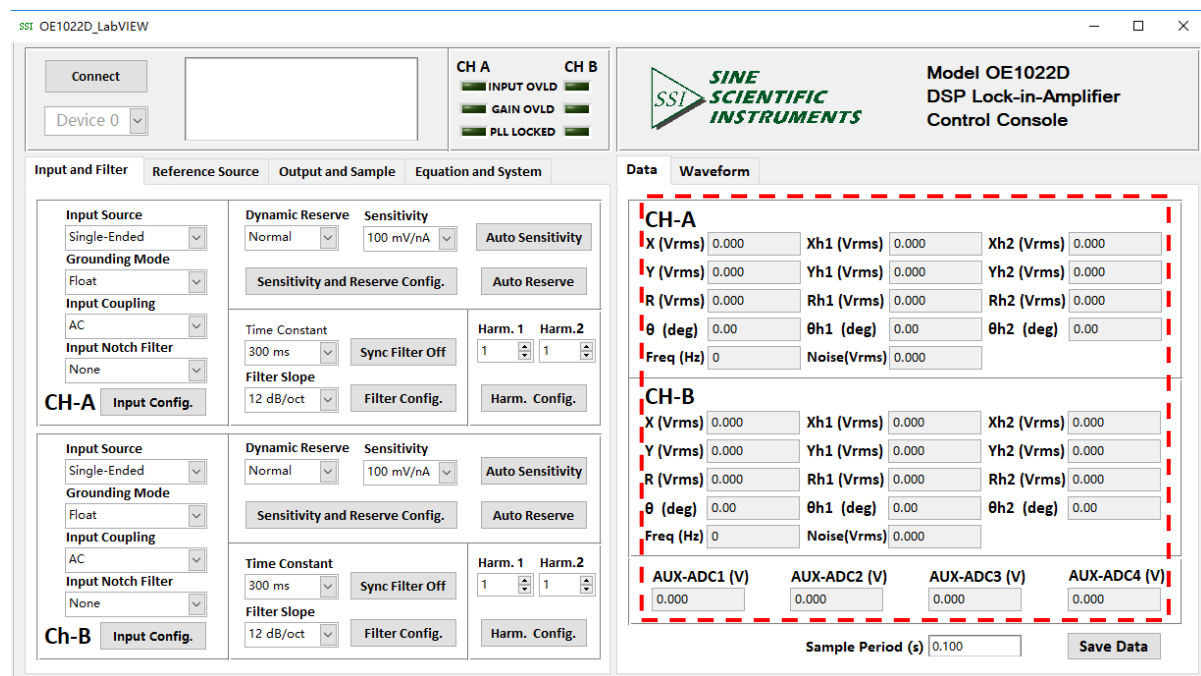 SSI OE1022D_LabVIEW
Connect
Device 0
CH A CH B
INPUT OVLD
GAIN OVLD
PLL LOCKED
SSI
SINE
SCIENTIFIC
INSTRUMENTS
Model OE1022D
DSP Lock-in-Amplifier
Control Console
Input and Filter Reference Source Output and Sample Equation and System
Input Source
Single-Ended
Grounding Mode
Float
Input Coupling
AC
Input Notch Filter
None
CH-A Input Config.
Dynamic Reserve Sensitivity
Normal 100 mV/nA Auto Sensitivity
Sensitivity and Reserve Config. Auto Reserve
Time Constant
300 ms Sync Filter Off
Filter Slope
12 dB/oct Filter Config.
Harm. 1 Harm.2
1 1
Harm. Config.
Input Source
Single-Ended
Grounding Mode
Float
Input Coupling
AC
Input Notch Filter
None
Ch-B Input Config.
Dynamic Reserve Sensitivity
Normal 100 mV/nA Auto Sensitivity
Sensitivity and Reserve Config. Auto Reserve
Time Constant
300 ms Sync Filter Off
Filter Slope
12 dB/oct Filter Config.
Harm. 1 Harm.2
1 1
Harm. Config.
Data Waveform
CH-A
X (Vrms) 0.000 Xh1 (Vrms) 0.000 Xh2 (Vrms) 0.000
Y (Vrms) 0.000 Yh1 (Vrms) 0.000 Yh2 (Vrms) 0.000
R (Vrms) 0.000 Rh1 (Vrms) 0.000 Rh2 (Vrms) 0.000
θ (deg) 0.00 θh1 (deg) 0.00 θh2 (deg) 0.00
Freq (Hz) 0 Noise(Vrms) 0.000
CH-B
X (Vrms) 0.000 Xh1 (Vrms) 0.000 Xh2 (Vrms) 0.000
Y (Vrms) 0.000 Yh1 (Vrms) 0.000 Yh2 (Vrms) 0.000
R (Vrms) 0.000 Rh1 (Vrms) 0.000 Rh2 (Vrms) 0.000
θ (deg) 0.00 θh1 (deg) 0.00 θh2 (deg) 0.00
Freq (Hz) 0 Noise(Vrms) 0.000
AUX-ADC1 (V) AUX-ADC2 (V) AUX-ADC3 (V) AUX-ADC4 (V)
0.000 0.000 0.000 0.000
Sample Period (s) 0.100 Save Data